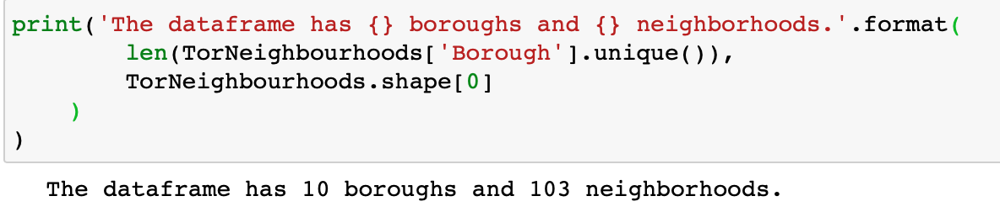 print('The dataframe has {} boroughs and {} neighborhoods.'.format(
        len(TorNeighbourhoods['Borough'].unique()),
        TorNeighbourhoods.shape[0]
    )
)
The dataframe has 10 boroughs and 103 neighborhoods.